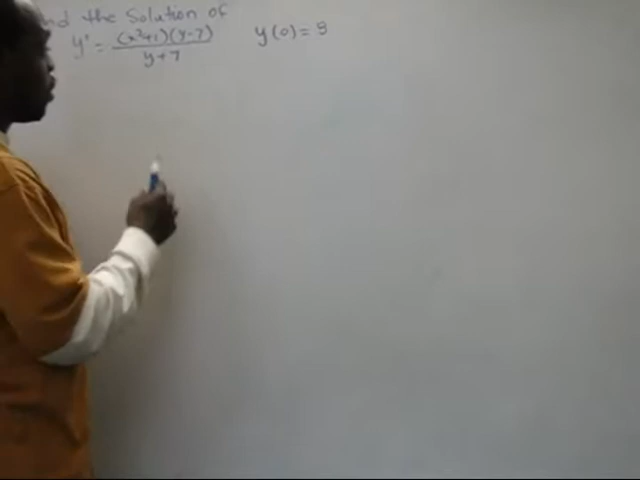 nd the Solution of
y' = (x²+1)(y-7) / y+7 y(0) = 9